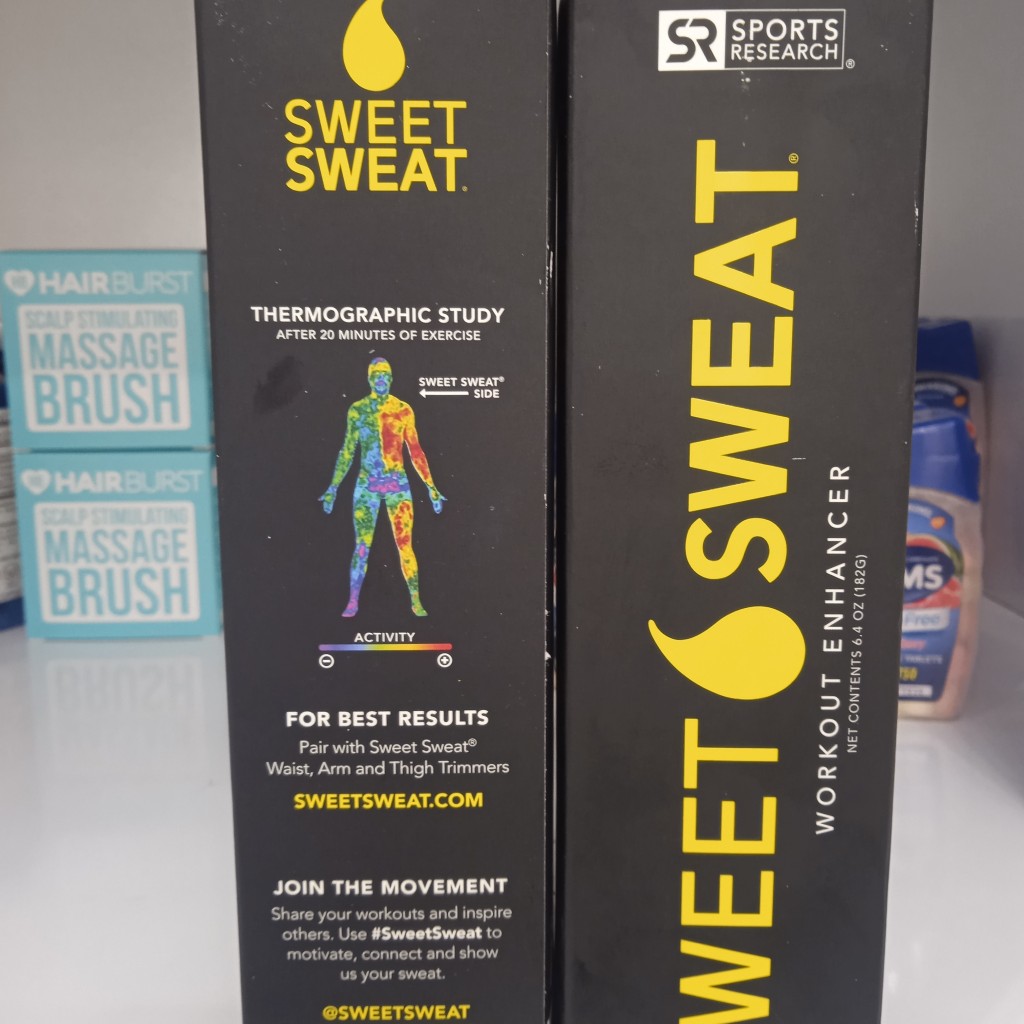 SWEET
SWEAT®
THERMOGRAPHIC STUDY
AFTER 20 MINUTES OF EXERCISE
SWEET SWEAT®
SIDE
ACTIVITY
FOR BEST RESULTS
Pair with Sweet Sweat®
Waist, Arm and Thigh Trimmers
SWEETSWEAT.COM
JOIN THE MOVEMENT
Share your workouts and inspire
others. Use #SweetSweat to
motivate, connect and show
us your sweat.
@SWEETSWEAT
SR SPORTS
RESEARCH®
SWEAT®
SWEET
WEET
WORKOUT ENHANCER
NET CONTENTS 6.4 OZ (182G)
HAIRBURST
SCALP STIMULATING
MASSAGE
BRUSH
HAIRBURST
SCALP STIMULATING
MASSAGE
BRUSH
MS
Free